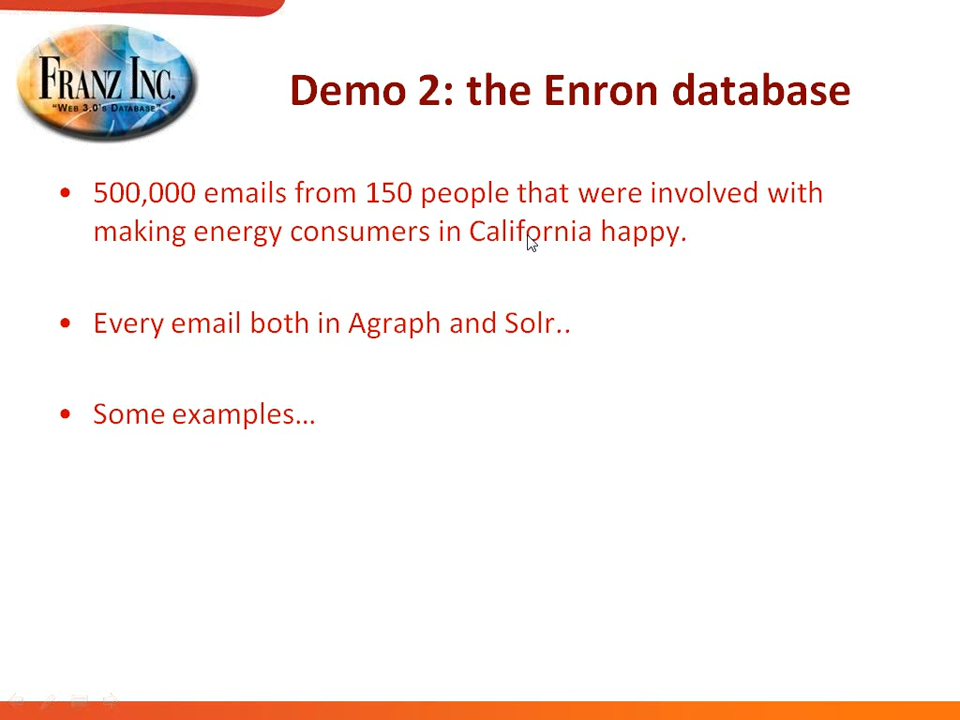 FRANZ INC.
"WEB 3.0'S DATABASE"
Demo 2: the Enron database
• 500,000 emails from 150 people that were involved with
making energy consumers in California happy.
• Every email both in Agraph and Solr..
• Some examples...